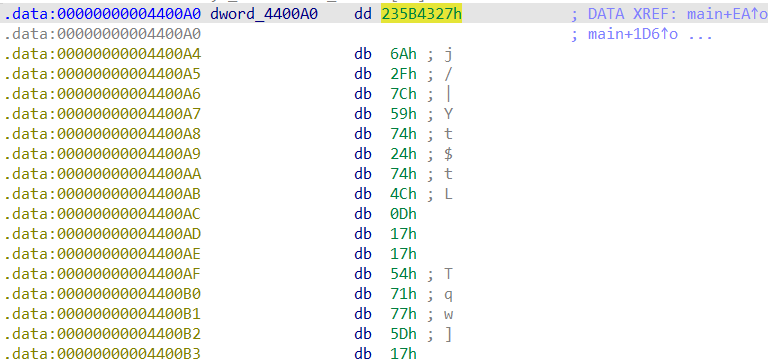 .data:00000000004400A0 dword_4400A0 dd 235B4327h ; DATA XREF: main+EA↑o
.data:00000000004400A0 ; main+1D6↑o ...
.data:00000000004400A4 db 6Ah ; j
.data:00000000004400A5 db 2Fh ; /
.data:00000000004400A6 db 7Ch ; |
.data:00000000004400A7 db 59h ; Y
.data:00000000004400A8 db 74h ; t
.data:00000000004400A9 db 24h ; $
.data:00000000004400AA db 74h ; t
.data:00000000004400AB db 4Ch ; L
.data:00000000004400AC db 0Dh
.data:00000000004400AD db 17h
.data:00000000004400AE db 17h
.data:00000000004400AF db 54h ; T
.data:00000000004400B0 db 71h ; q
.data:00000000004400B1 db 77h ; w
.data:00000000004400B2 db 5Dh ; ]
.data:00000000004400B3 db 17h